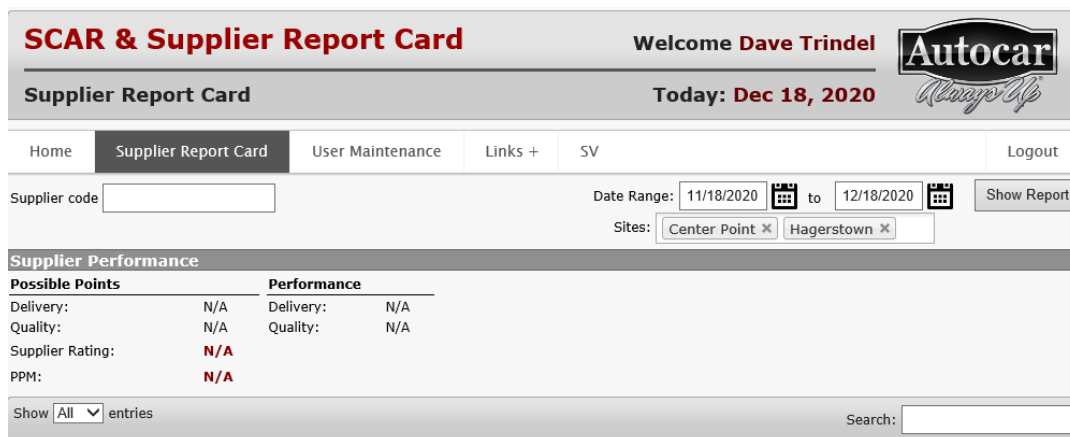 SCAR & Supplier Report Card
Welcome Dave Trindel
Autocar
Always Up
Supplier Report Card
Today: Dec 18, 2020
Home Supplier Report Card User Maintenance Links + SV Logout
Supplier code
Date Range: 11/18/2020 to 12/18/2020 Show Report
Sites: Center Point × Hagerstown ×
Supplier Performance
Possible Points Performance
Delivery: N/A Delivery: N/A
Quality: N/A Quality: N/A
Supplier Rating: N/A
PPM: N/A
Show All entries Search: